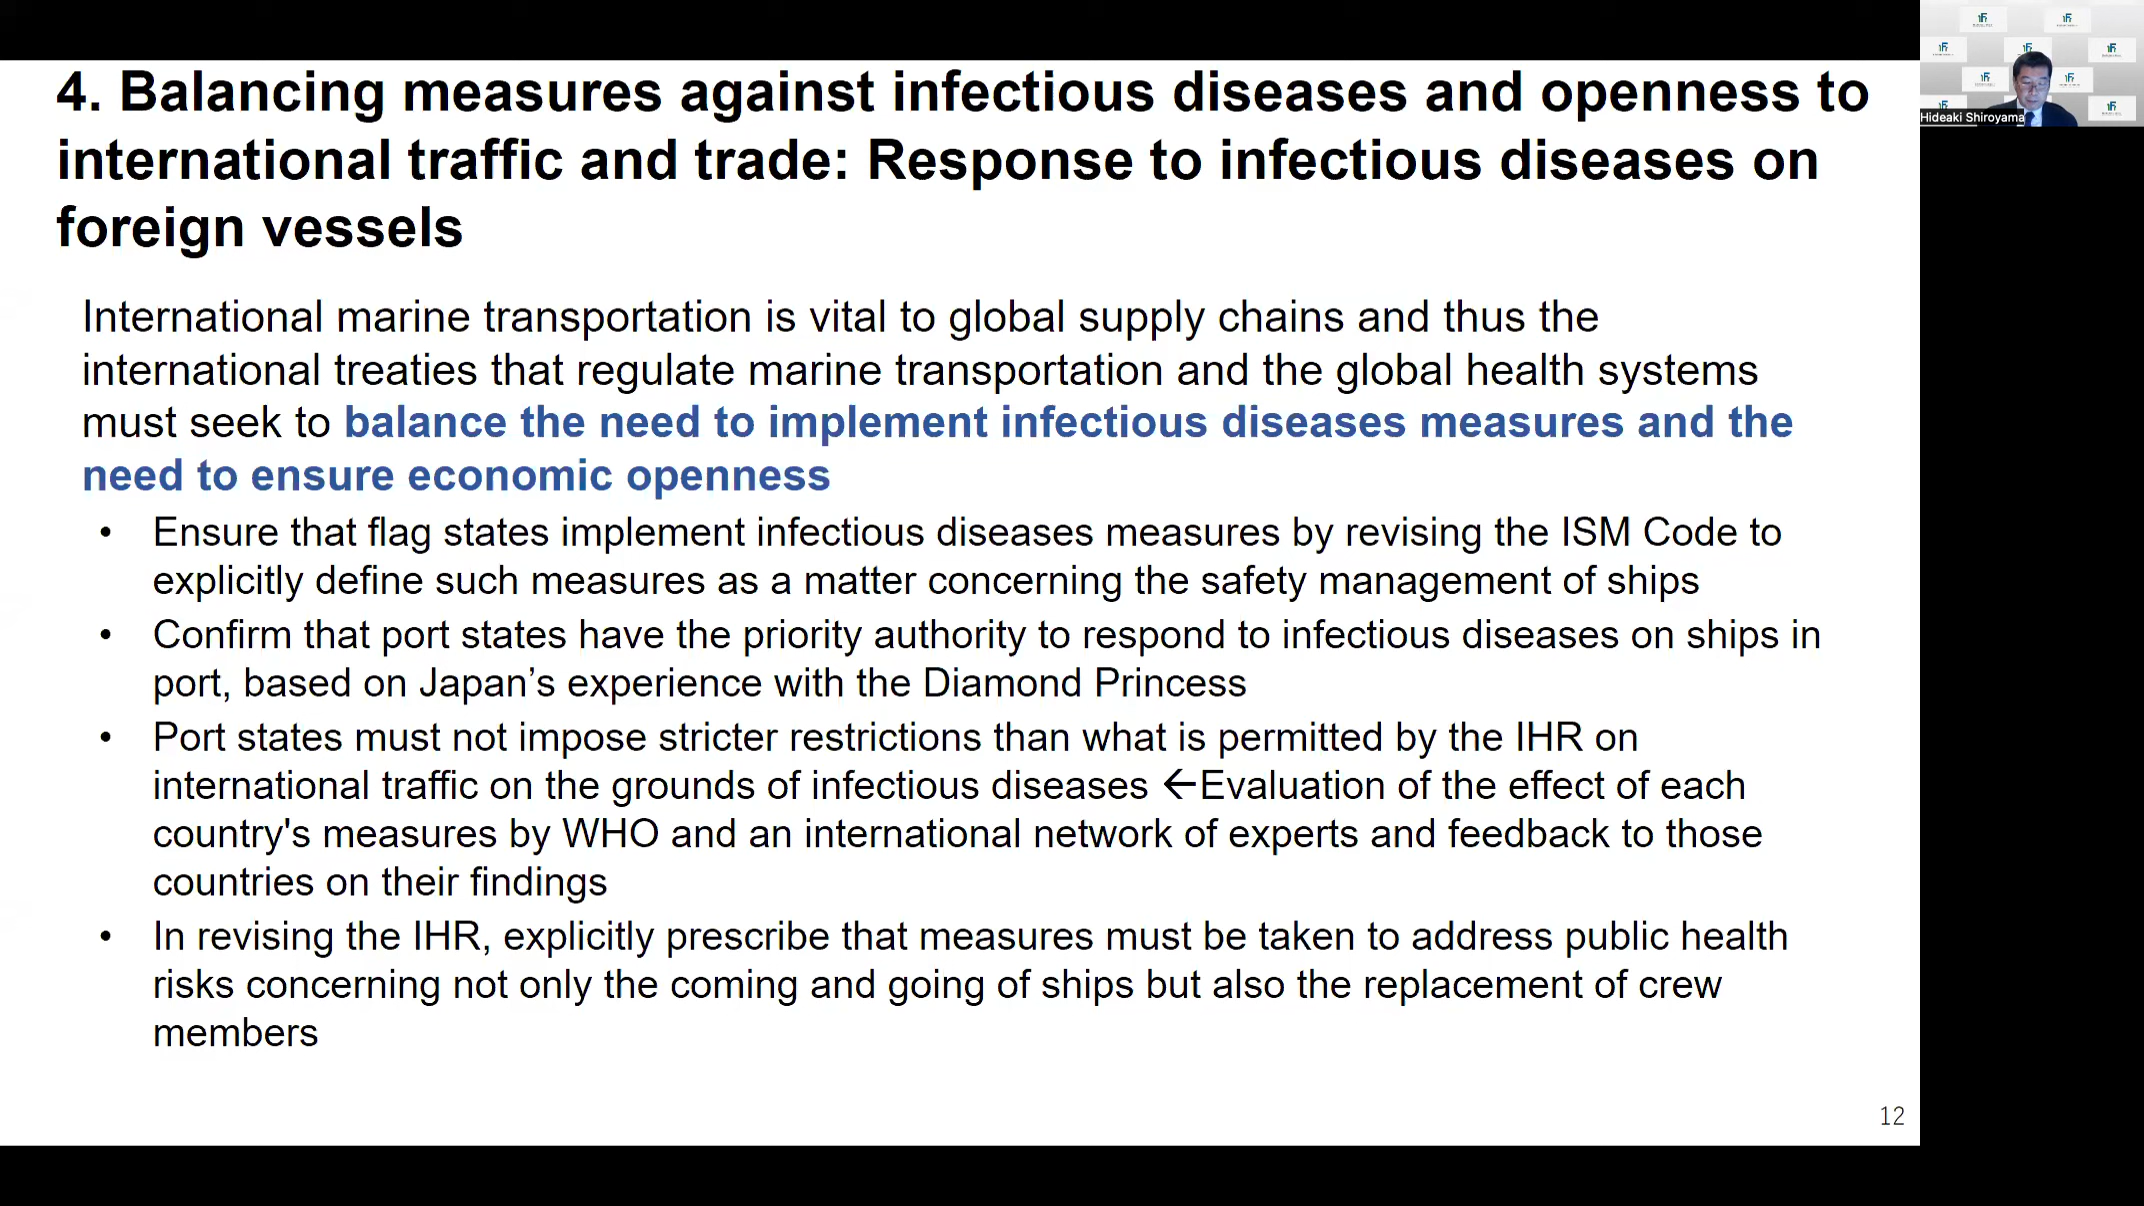 4. Balancing measures against infectious diseases and openness to
international traffic and trade: Response to infectious diseases on
foreign vessels
International marine transportation is vital to global supply chains and thus the
international treaties that regulate marine transportation and the global health systems
must seek to balance the need to implement infectious diseases measures and the
need to ensure economic openness
• Ensure that flag states implement infectious diseases measures by revising the ISM Code to
explicitly define such measures as a matter concerning the safety management of ships
• Confirm that port states have the priority authority to respond to infectious diseases on ships in
port, based on Japan’s experience with the Diamond Princess
• Port states must not impose stricter restrictions than what is permitted by the IHR on
international traffic on the grounds of infectious diseases ←Evaluation of the effect of each
country's measures by WHO and an international network of experts and feedback to those
countries on their findings
• In revising the IHR, explicitly prescribe that measures must be taken to address public health
risks concerning not only the coming and going of ships but also the replacement of crew
members
12
Hideaki Shiroyama